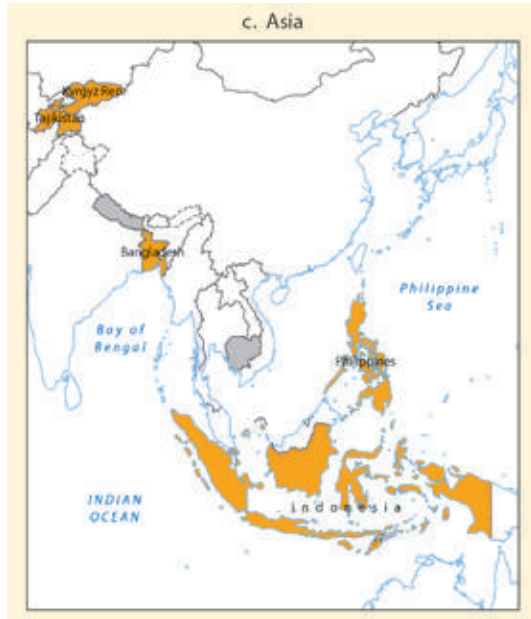 c. Asia
Kyrgyz Rep
Tajikistan
Bangladesh
Philippine
Sea
Bay of
Bengal
Philippines
INDIAN
OCEAN
Indonesia